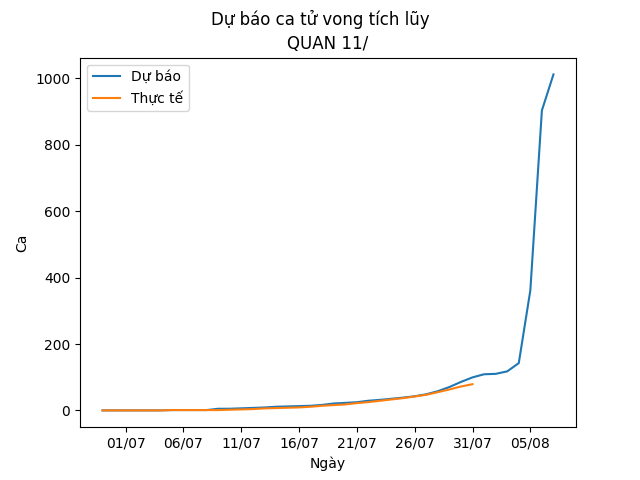 Dự báo ca tử vong tích lũy
QUAN 11/
Dự báo
Thực tế
1000
800
600
400
200
0
Ca
01/07 06/07 11/07 16/07 21/07 26/07 31/07 05/08
Ngày